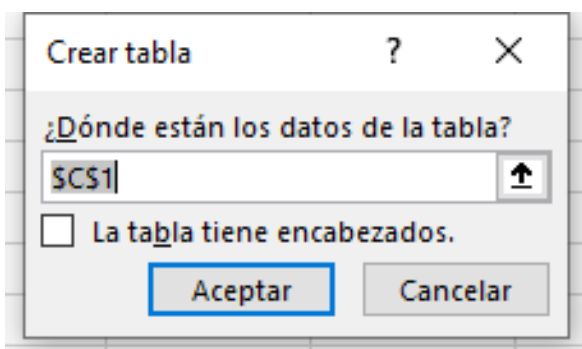 Crear tabla ?
¿Dónde están los datos de la tabla?
$C$1
La tabla tiene encabezados.
Aceptar Cancelar